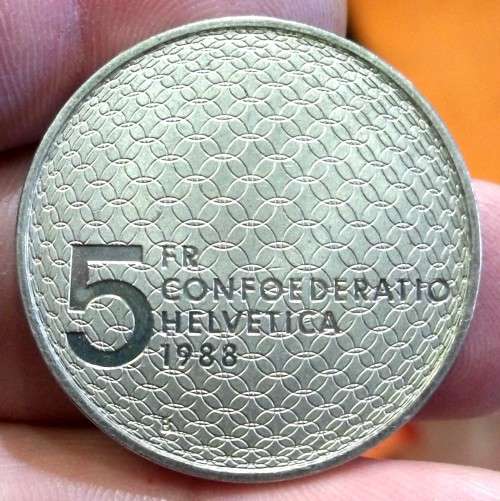 5
FR
CONFOEDERATIO
HELVETICA
1988